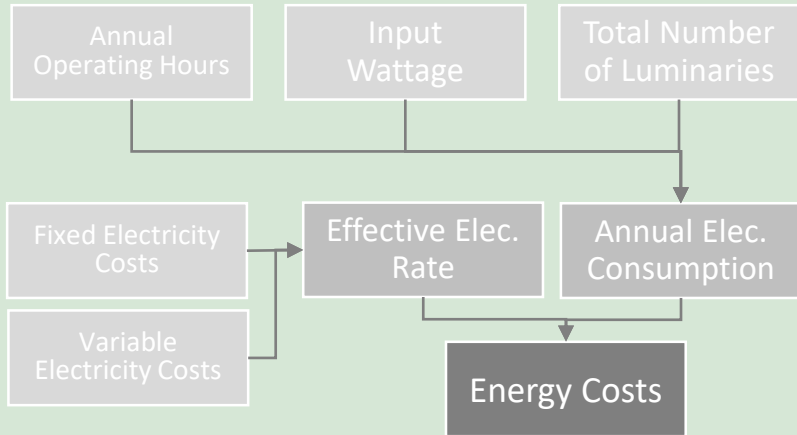 Annual
Operating Hours
Input
Wattage
Total Number
of Luminaries
Fixed Electricity
Costs
Effective Elec.
Rate
Annual Elec.
Consumption
Variable
Electricity Costs
Energy Costs